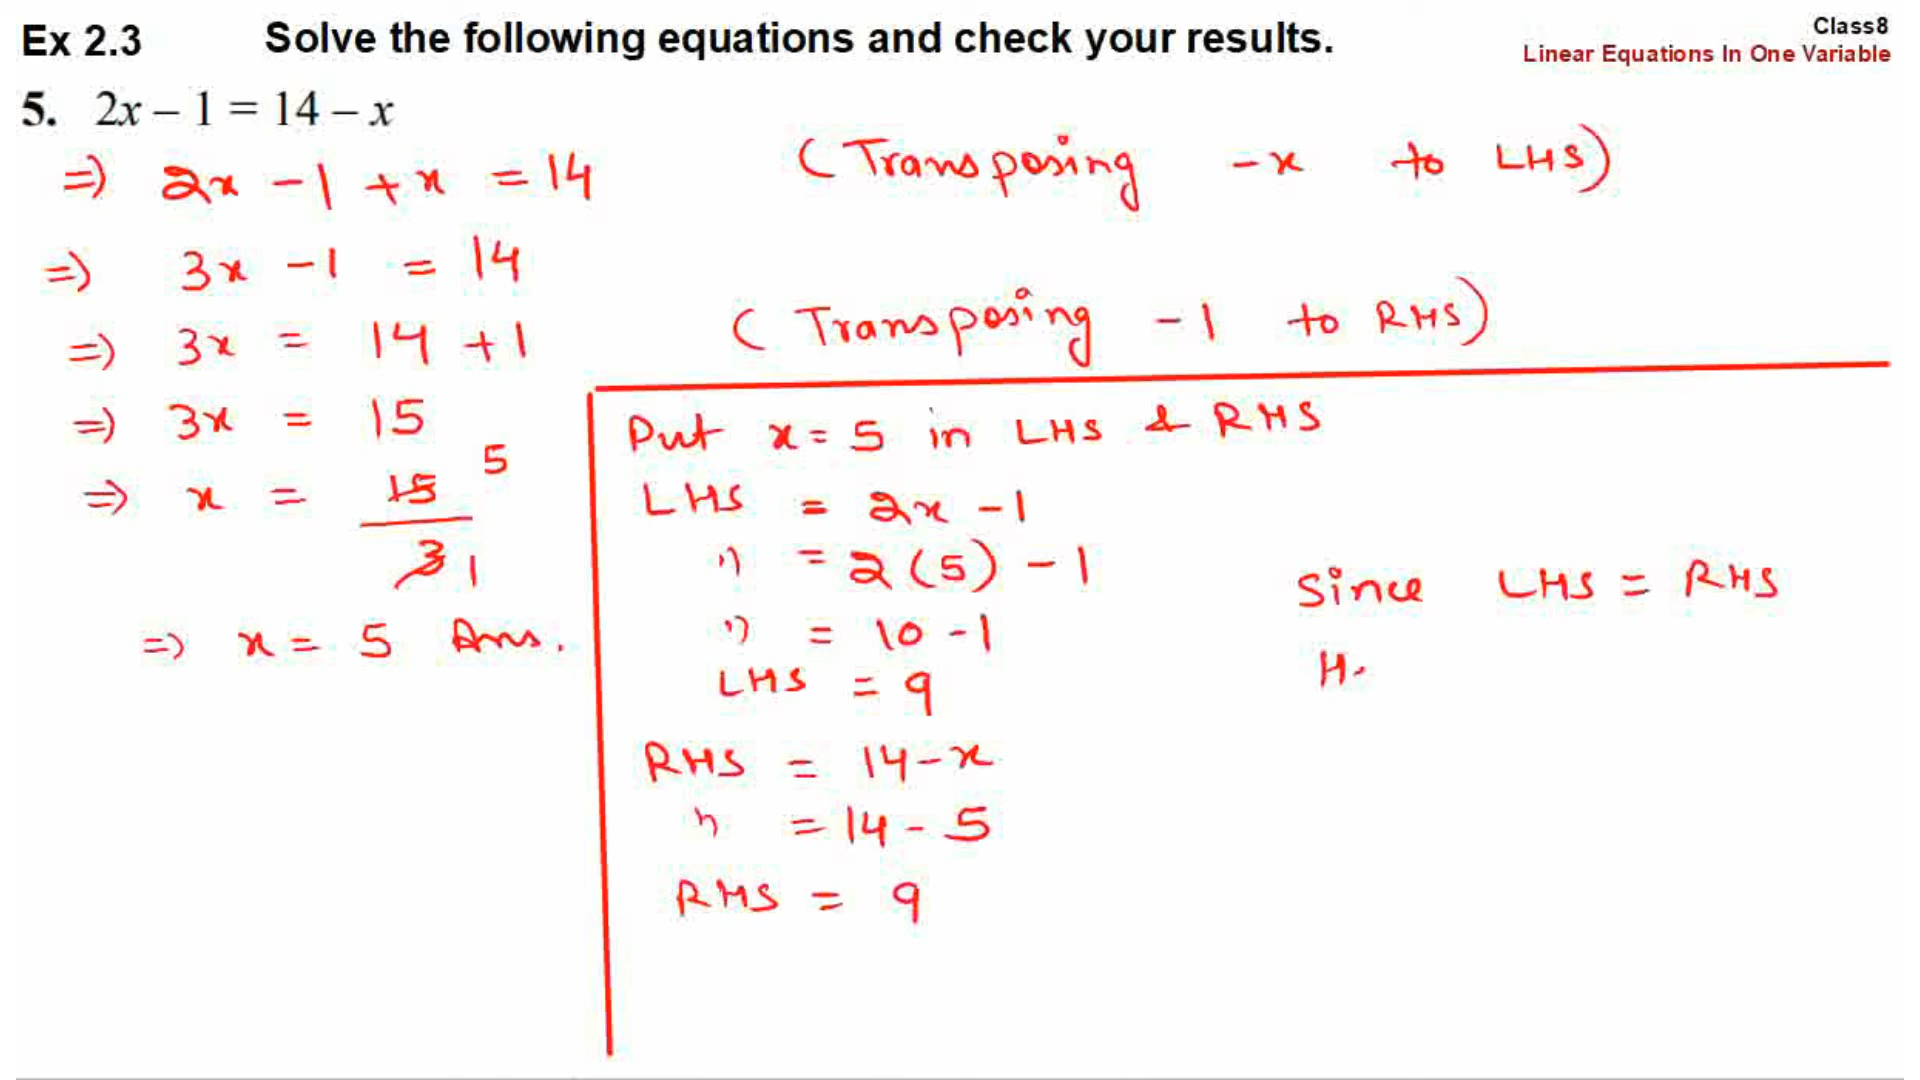 Ex 2.3 Solve the following equations and check your results.
Class8
Linear Equations In One Variable
5. 2x – 1 = 14 – x
=) 2x - 1 + x = 14 (Transposing -x to LHS)
=) 3x - 1 = 14
=) 3x = 14 + 1 (Transposing -1 to RHS)
=) 3x = 15
=) x = 15/3 5 1
=) x = 5 Ans.
Put x = 5 in LHS & RHS
LHS = 2x - 1
" = 2(5) - 1
" = 10 - 1
LHS = 9
RHS = 14 - x
" = 14 - 5
RHS = 9
Since LHS = RHS
H.